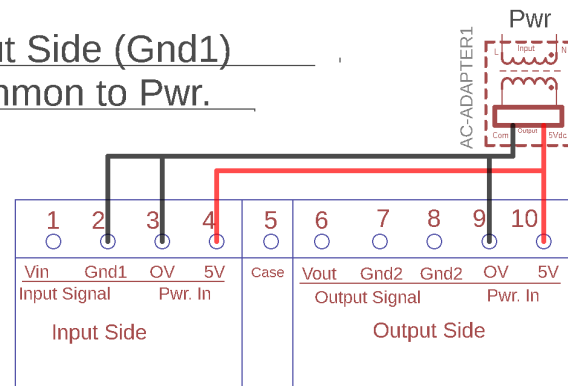 ut Side (Gnd1)
mmon to Pwr.
Pwr
AC-ADAPTER1
L Input N
Com Output 5Vdc
1 2 3 4 5 6 7 8 9 10
Vin Gnd1 OV 5V Case Vout Gnd2 Gnd2 OV 5V
Input Signal Pwr. In Output Signal Pwr. In
Input Side Output Side